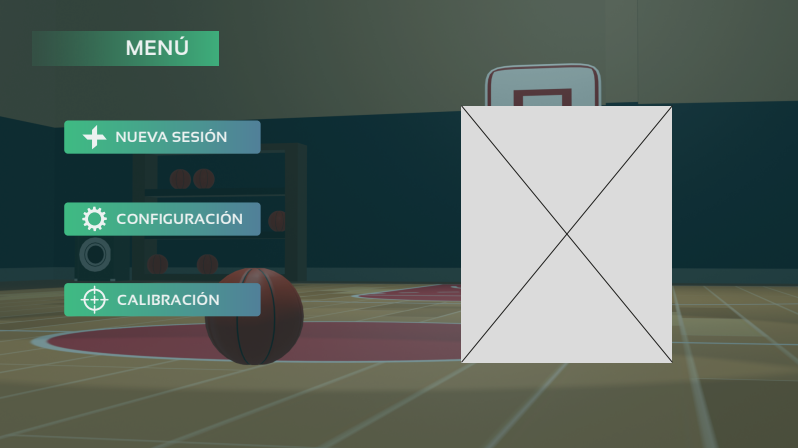 MENÚ
NUEVA SESIÓN
CONFIGURACIÓN
CALIBRACIÓN